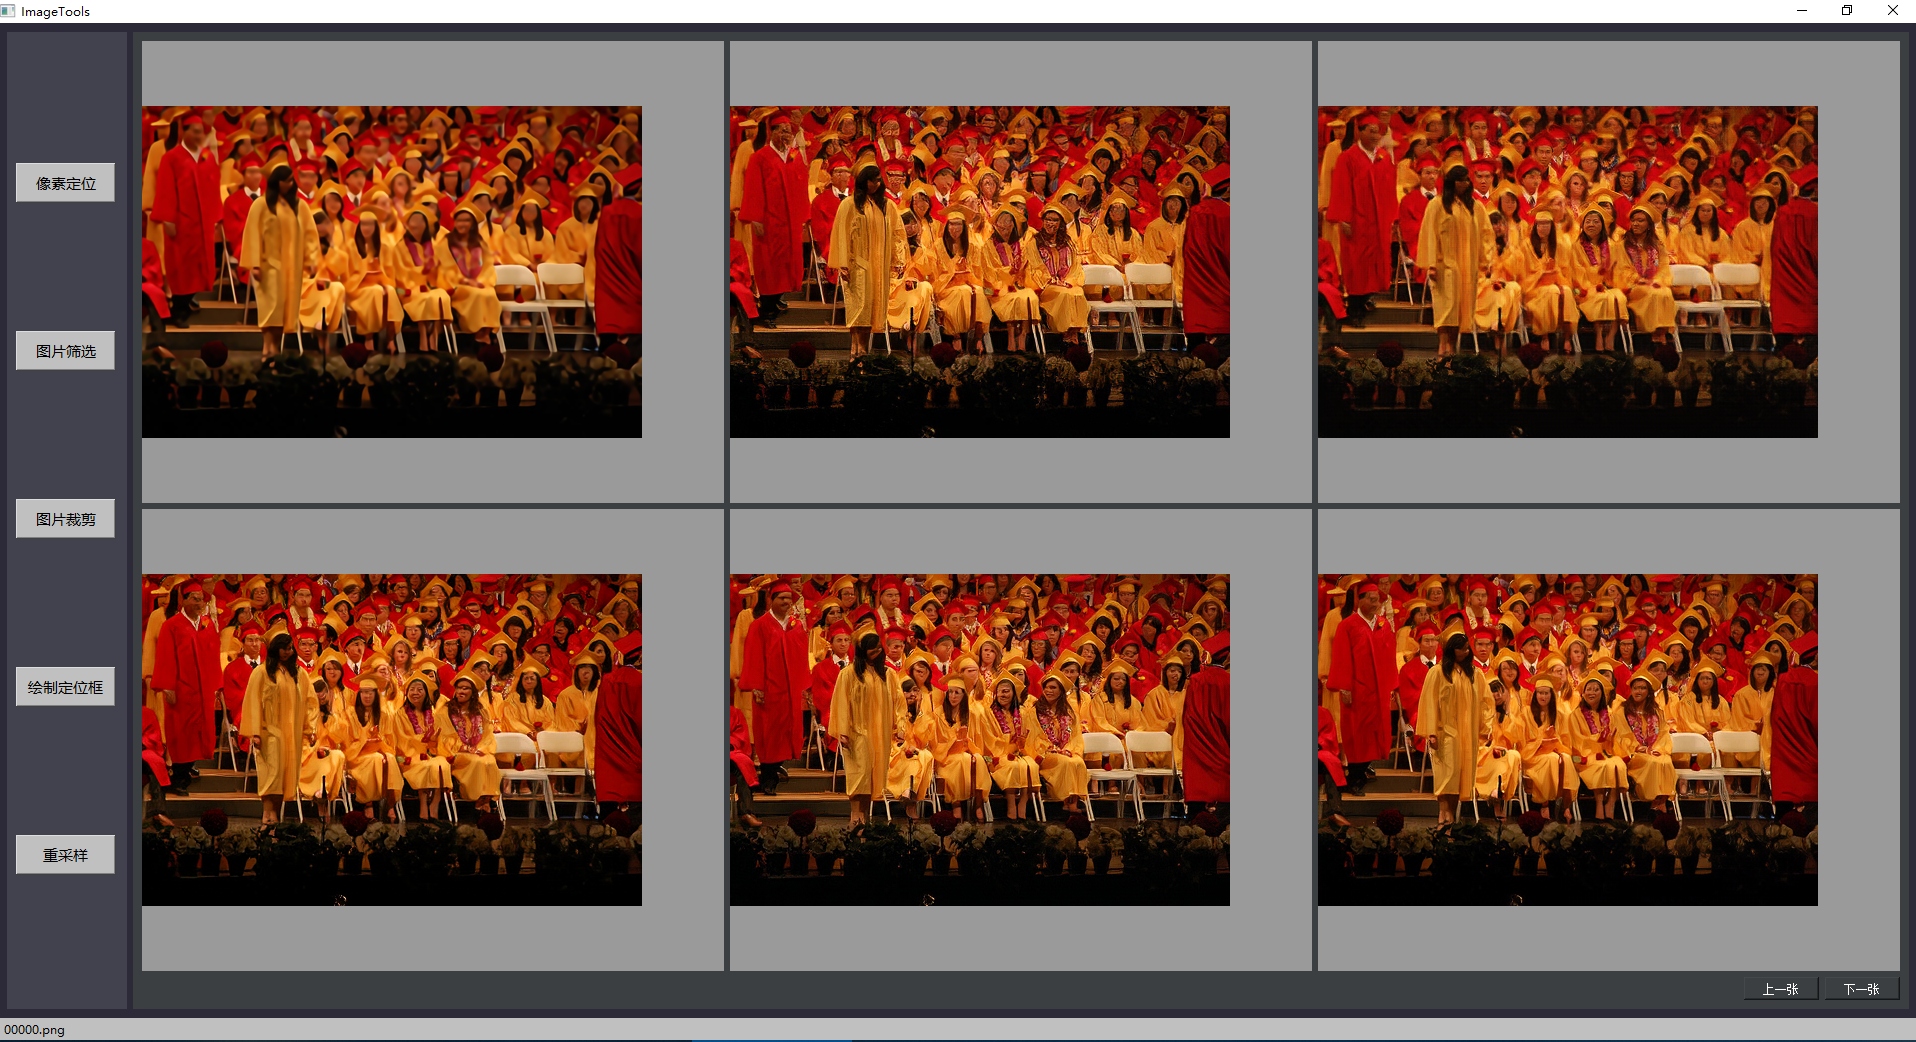 ImageTools
像素定位
图片筛选
图片裁剪
绘制定位框
重采样
上一张
下一张
00000.png